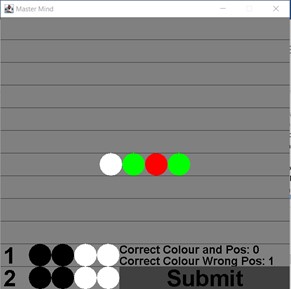 Master Mind
1
Correct Colour and Pos: 0
Correct Colour Wrong Pos: 1
2
Submit